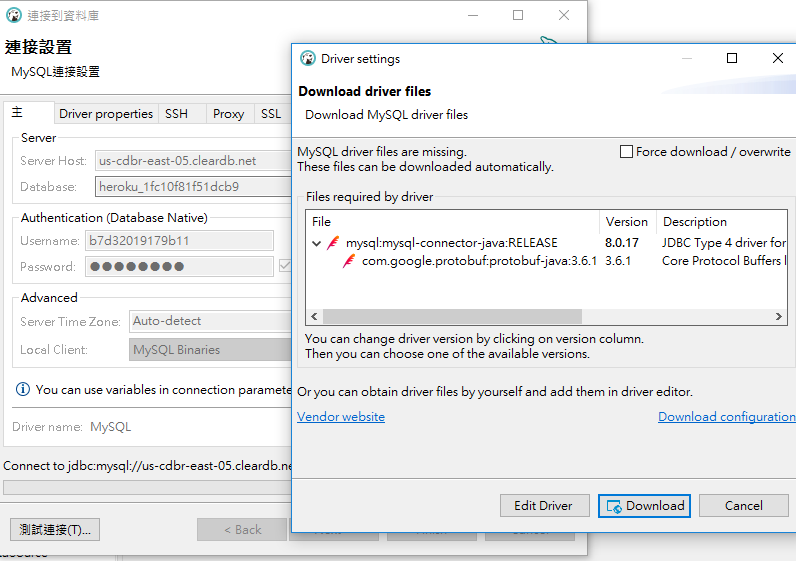 連接到資料庫
連接設置
MySQL連接設置
主 Driver properties SSH Proxy SSL
Server
Server Host: us-cdbr-east-05.cleardb.net
Database: heroku_1fc10f81f51dcb9
Authentication (Database Native)
Username: b7d32019179b11
Password: ●●●●●●●●
Advanced
Server Time Zone: Auto-detect
Local Client: MySQL Binaries
You can use variables in connection paramete
Driver name: MySQL
Connect to jdbc:mysql://us-cdbr-east-05.cleardb.ne
測試連接(T)... < Back
Driver settings
Download driver files
Download MySQL driver files
MySQL driver files are missing.
These files can be downloaded automatically.
Force download / overwrite
Files required by driver
File Version Description
mysql:mysql-connector-java:RELEASE 8.0.17 JDBC Type 4 driver for
com.google.protobuf:protobuf-java:3.6.1 3.6.1 Core Protocol Buffers l
You can change driver version by clicking on version column.
Then you can choose one of the available versions.
Or you can obtain driver files by yourself and add them in driver editor.
Vendor website Download configuration
Edit Driver Download Cancel